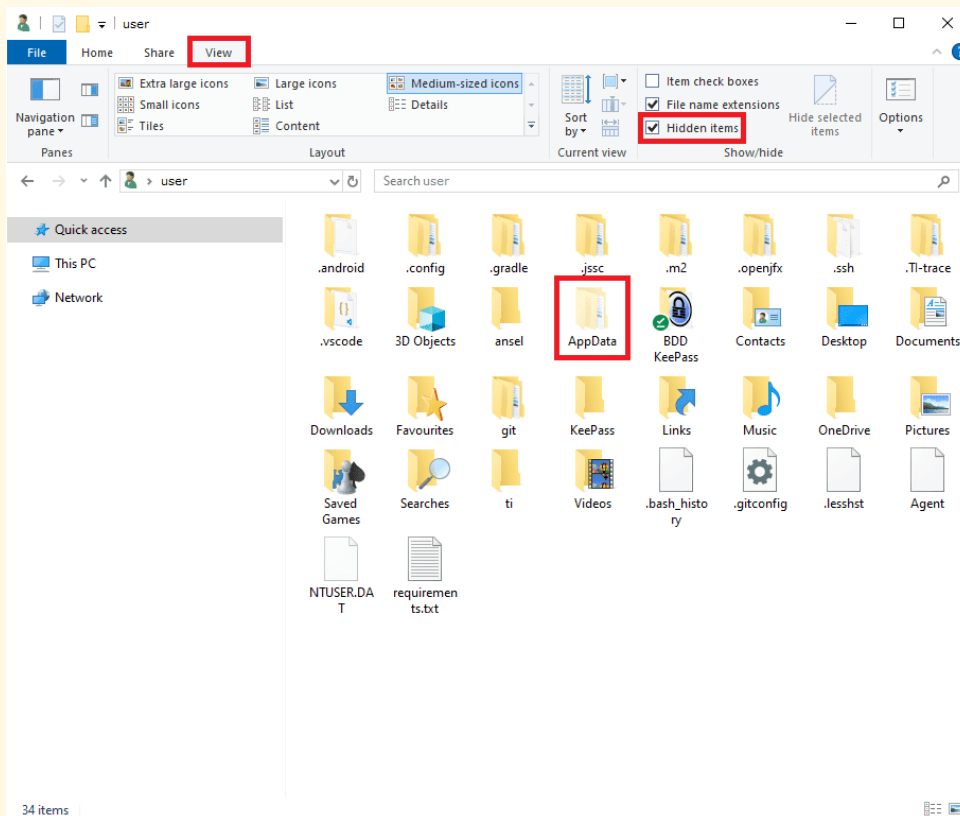 user
File Home Share View
Extra large icons Large icons Medium-sized icons
Small icons List Details
Tiles Content
Navigation pane
Sort by
Item check boxes
File name extensions
Hidden items
Hide selected items
Options
Panes Layout Current view Show/hide
user Search user
Quick access
This PC
Network
.android .config .gradle .jssc .m2 .openjfx .ssh .TI-trace
.vscode 3D Objects ansel AppData BDD KeePass Contacts Desktop Documents
Downloads Favourites git KeePass Links Music OneDrive Pictures
Saved Games Searches ti Videos .bash_history .gitconfig .lesshst Agent
NTUSER.DAT requirements.txt
34 items